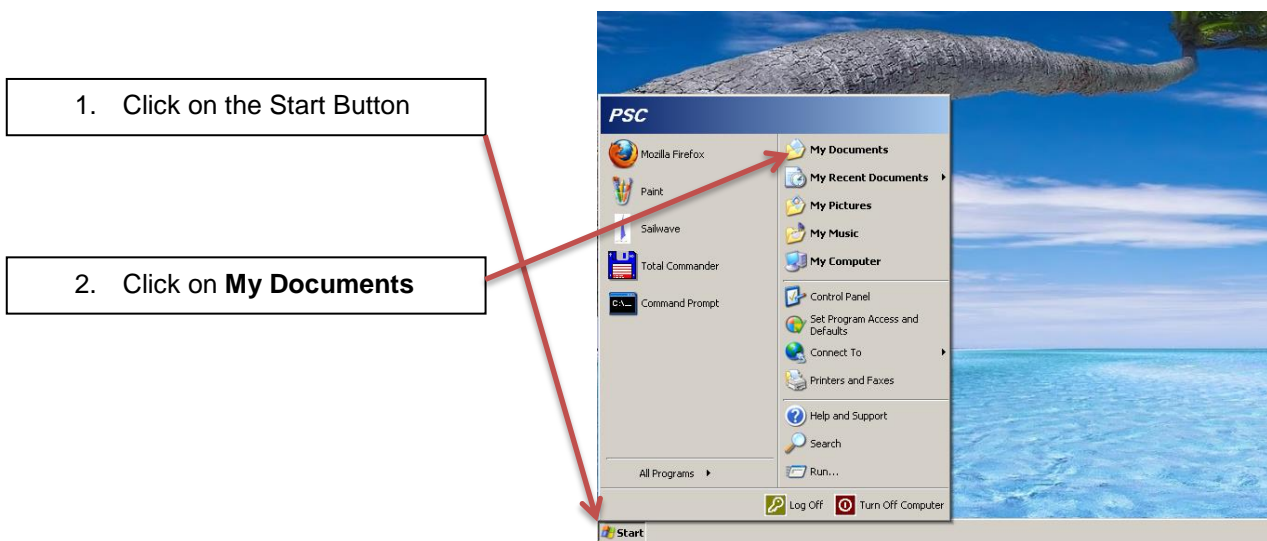 1. Click on the Start Button
2. Click on My Documents
PSC
Mozilla Firefox
Paint
Sailwave
Total Commander
C:\_
Command Prompt
All Programs
My Documents
My Recent Documents
My Pictures
My Music
My Computer
Control Panel
Set Program Access and
Defaults
Connect To
Printers and Faxes
Help and Support
Search
Run...
Log Off
Turn Off Computer
Start